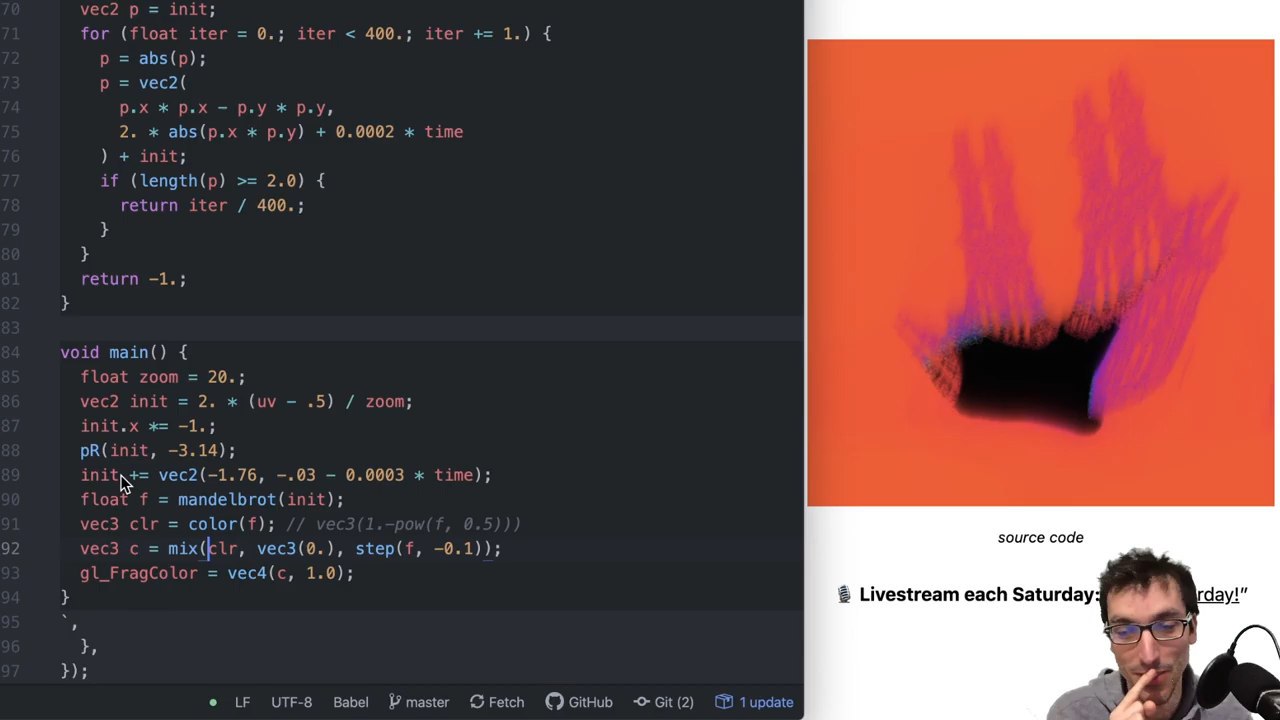 70 vec2 p = init;
71 for (float iter = 0.; iter < 400.; iter += 1.) {
72 p = abs(p);
73 p = vec2(
74 p.x * p.x - p.y * p.y,
75 2. * abs(p.x * p.y) + 0.0002 * time
76 ) + init;
77 if (length(p) >= 2.0) {
78 return iter / 400.;
79 }
80 }
81 return -1.;
82 }
83
84 void main() {
85 float zoom = 20.;
86 vec2 init = 2. * (uv - .5) / zoom;
87 init.x *= -1.;
88 pR(init, -3.14);
89 init += vec2(-1.76, -.03 - 0.0003 * time);
90 float f = mandelbrot(init);
91 vec3 clr = color(f); // vec3(1.-pow(f, 0.5)))
92 vec3 c = mix(clr, vec3(0.), step(f, -0.1));
93 gl_FragColor = vec4(c, 1.0);
94 }
95 `,
96 },
97 });
LF UTF-8 Babel master Fetch GitHub Git (2) 1 update
source code
🎙 Livestream each Saturday: rday!”